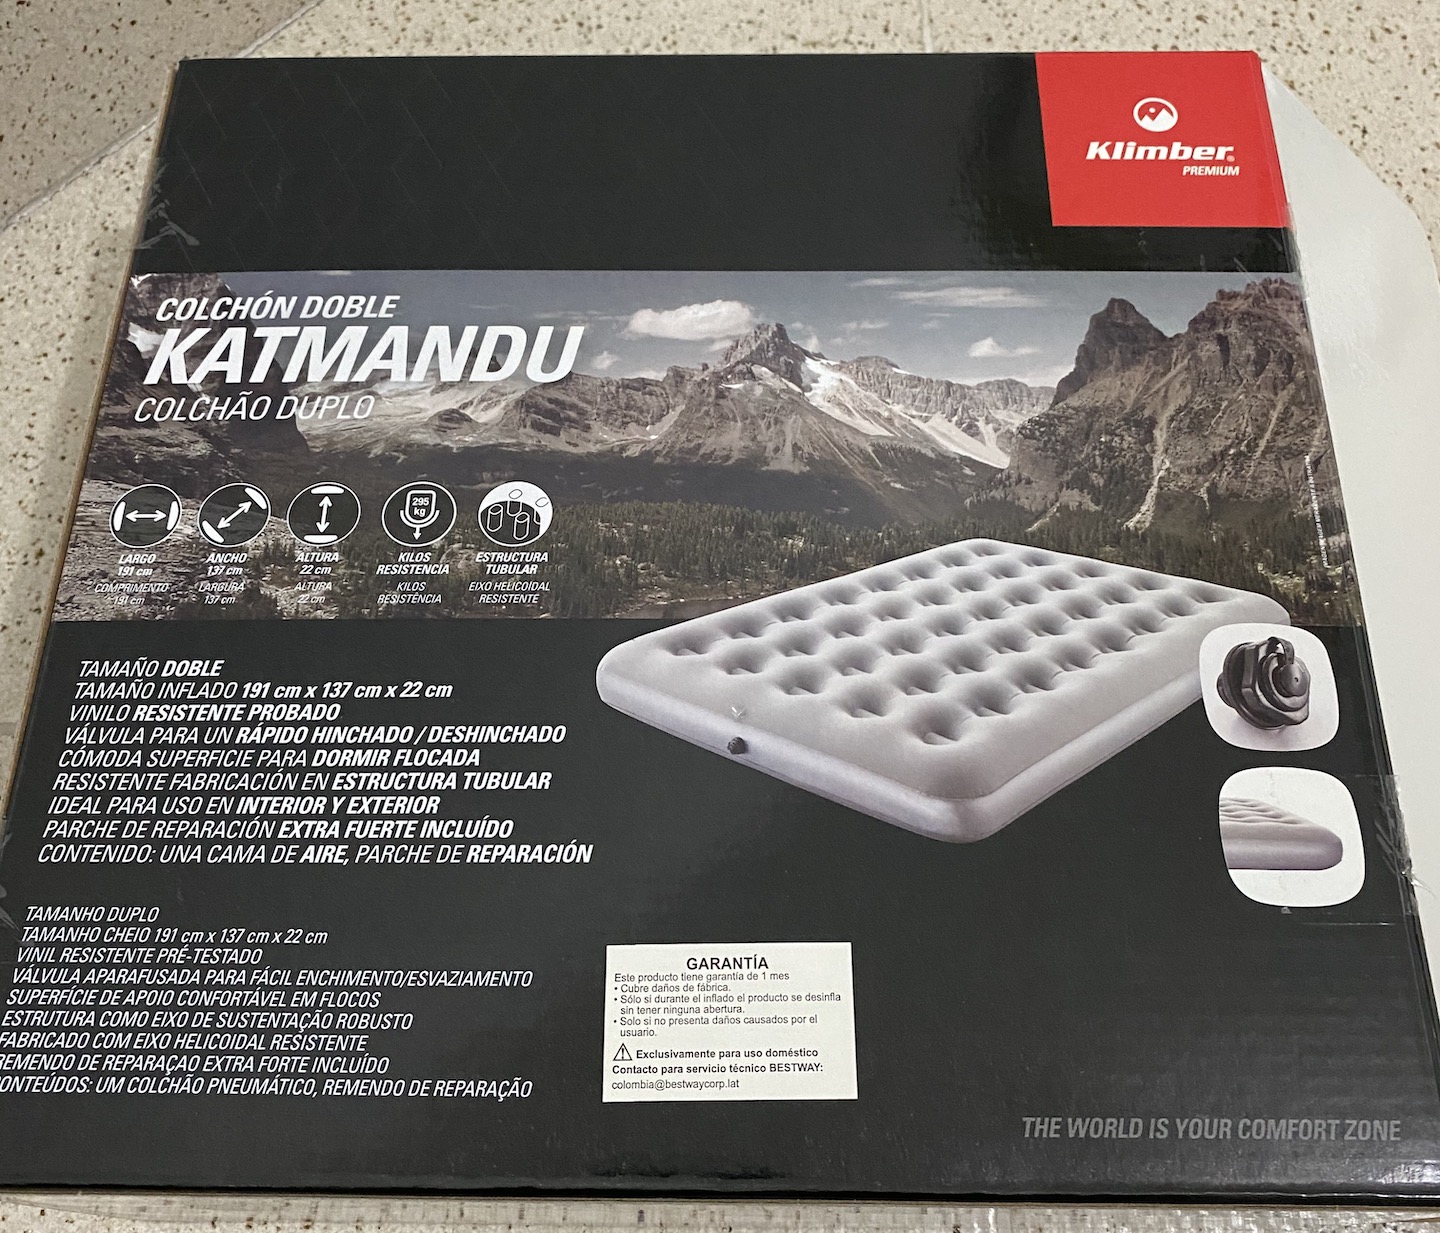 Klimber®
PREMIUM
COLCHÓN DOBLE
KATMANDU
COLCHÃO DUPLO
295
kg
LARGO
191 cm
COMPRIMENTO
191 cm
ANCHO
137 cm
LARGURA
137 cm
ALTURA
22 cm
ALTURA
22 cm
KILOS
RESISTENCIA
KILOS
RESISTÊNCIA
ESTRUCTURA
TUBULAR
EIXO HELICOIDAL
RESISTENTE
TAMAÑO DOBLE
TAMAÑO INFLADO 191 cm x 137 cm x 22 cm
VINILO RESISTENTE PROBADO
VÁLVULA PARA UN RÁPIDO HINCHADO / DESHINCHADO
CÓMODA SUPERFICIE PARA DORMIR FLOCADA
RESISTENTE FABRICACIÓN EN ESTRUCTURA TUBULAR
IDEAL PARA USO EN INTERIOR Y EXTERIOR
PARCHE DE REPARACIÓN EXTRA FUERTE INCLUÍDO
CONTENIDO: UNA CAMA DE AIRE, PARCHE DE REPARACIÓN
TAMANHO DUPLO
TAMANHO CHEIO 191 cm x 137 cm x 22 cm
VINIL RESISTENTE PRÉ-TESTADO
VÁLVULA APARAFUSADA PARA FÁCIL ENCHIMENTO/ESVAZIAMENTO
SUPERFÍCIE DE APOIO CONFORTÁVEL EM FLOCOS
ESTRUTURA COMO EIXO DE SUSTENTAÇÃO ROBUSTO
FABRICADO COM EIXO HELICOIDAL RESISTENTE
REMENDO DE REPARAÇAO EXTRA FORTE INCLUÍDO
ONTEÚDOS: UM COLCHÃO PNEUMÁTICO, REMENDO DE REPARAÇÃO
GARANTÍA
Este producto tiene garantía de 1 mes
• Cubre daños de fábrica.
• Sólo si durante el inflado el producto se desinfla
sin tener ninguna abertura.
• Solo si no presenta daños causados por el
usuario.
Exclusivamente para uso doméstico
Contacto para servicio técnico BESTWAY:
colombia@bestwaycorp.lat
THE WORLD IS YOUR COMFORT ZONE